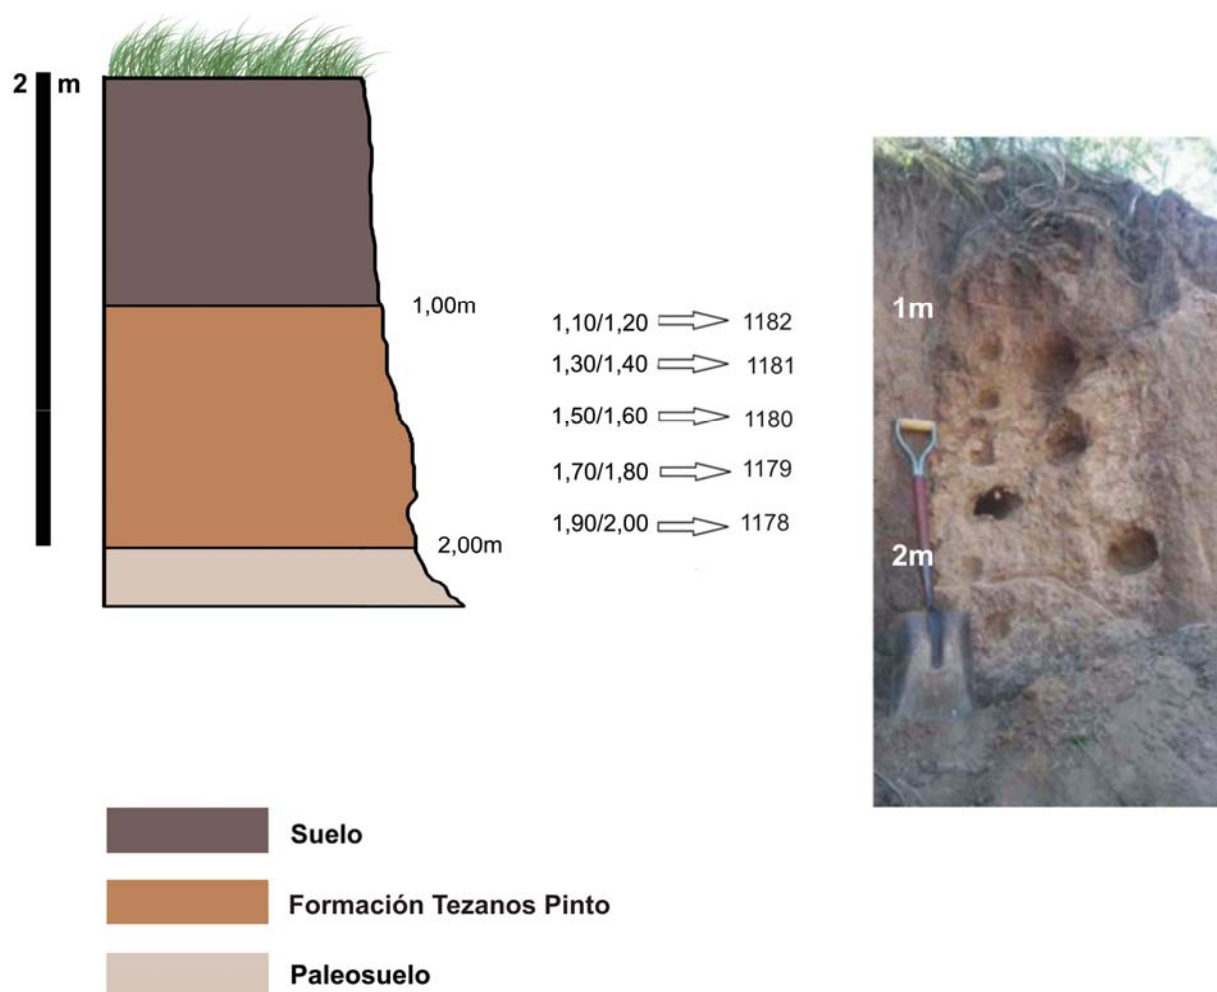 2 m
1,00m
1,10/1,20 1182
1,30/1,40 1181
1,50/1,60 1180
1,70/1,80 1179
1,90/2,00 1178
2,00m
1m
2m
Suelo
Formación Tezanos Pinto
Paleosuelo